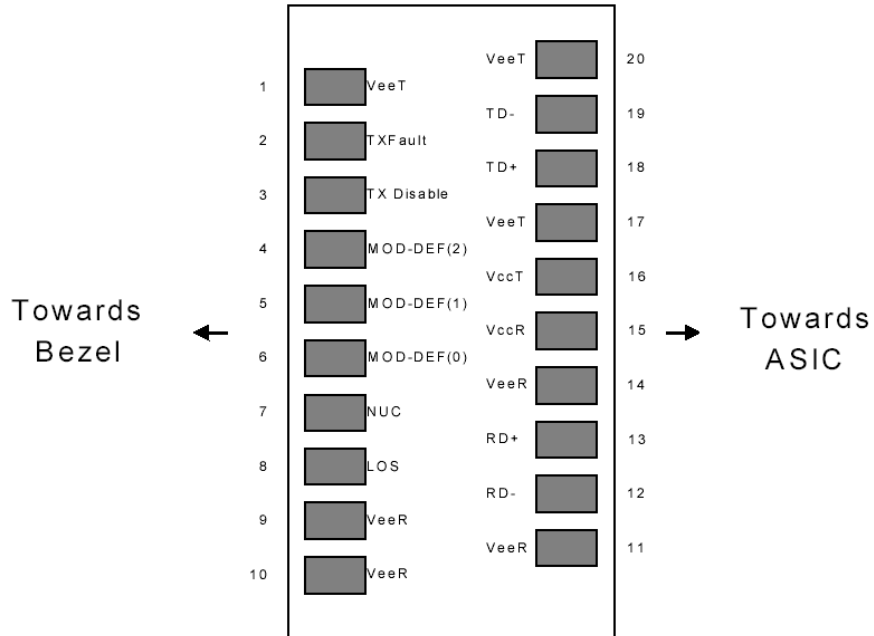 Towards
Bezel
1 VeeT
2 TXFault
3 TX Disable
4 MOD-DEF(2)
5 MOD-DEF(1)
6 MOD-DEF(0)
7 NUC
8 LOS
9 VeeR
10 VeeR
VeeT 20
TD- 19
TD+ 18
VeeT 17
VccT 16
VccR 15
VeeR 14
RD+ 13
RD- 12
VeeR 11
Towards
ASIC